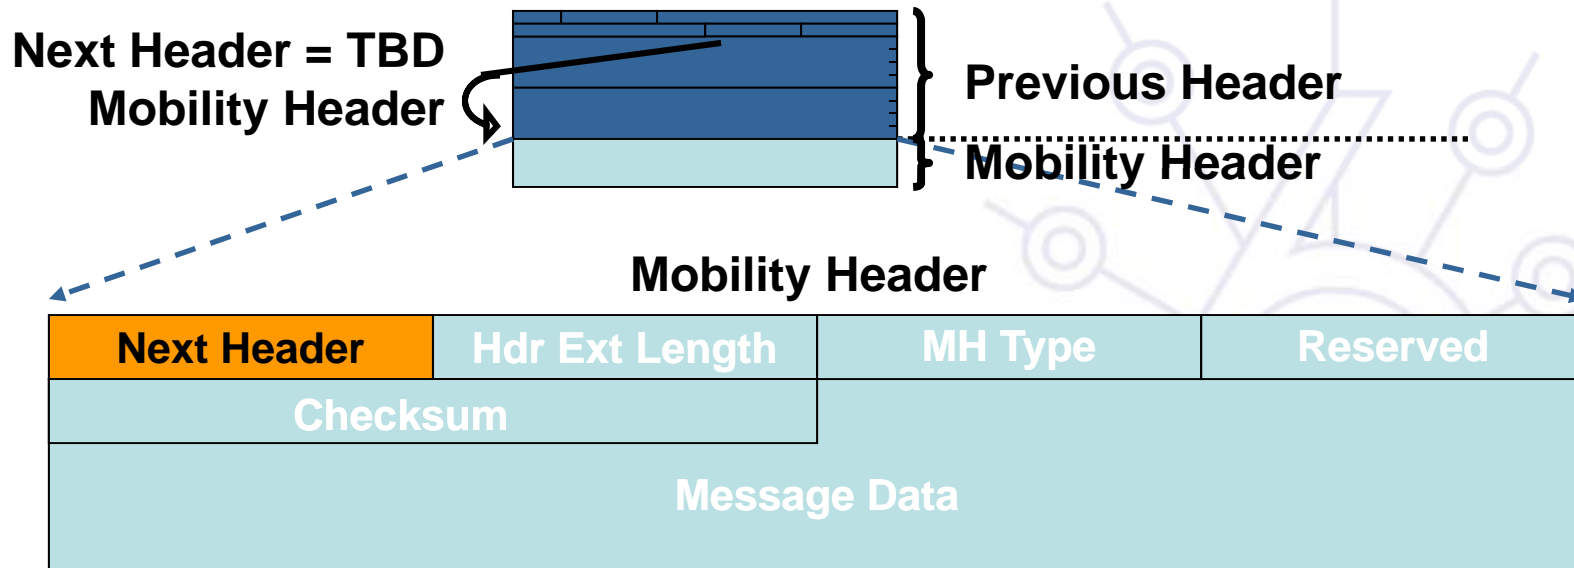 Next Header = TBD
Mobility Header
Previous Header
Mobility Header
Mobility Header
Next Header
Hdr Ext Length
MH Type
Reserved
Checksum
Message Data